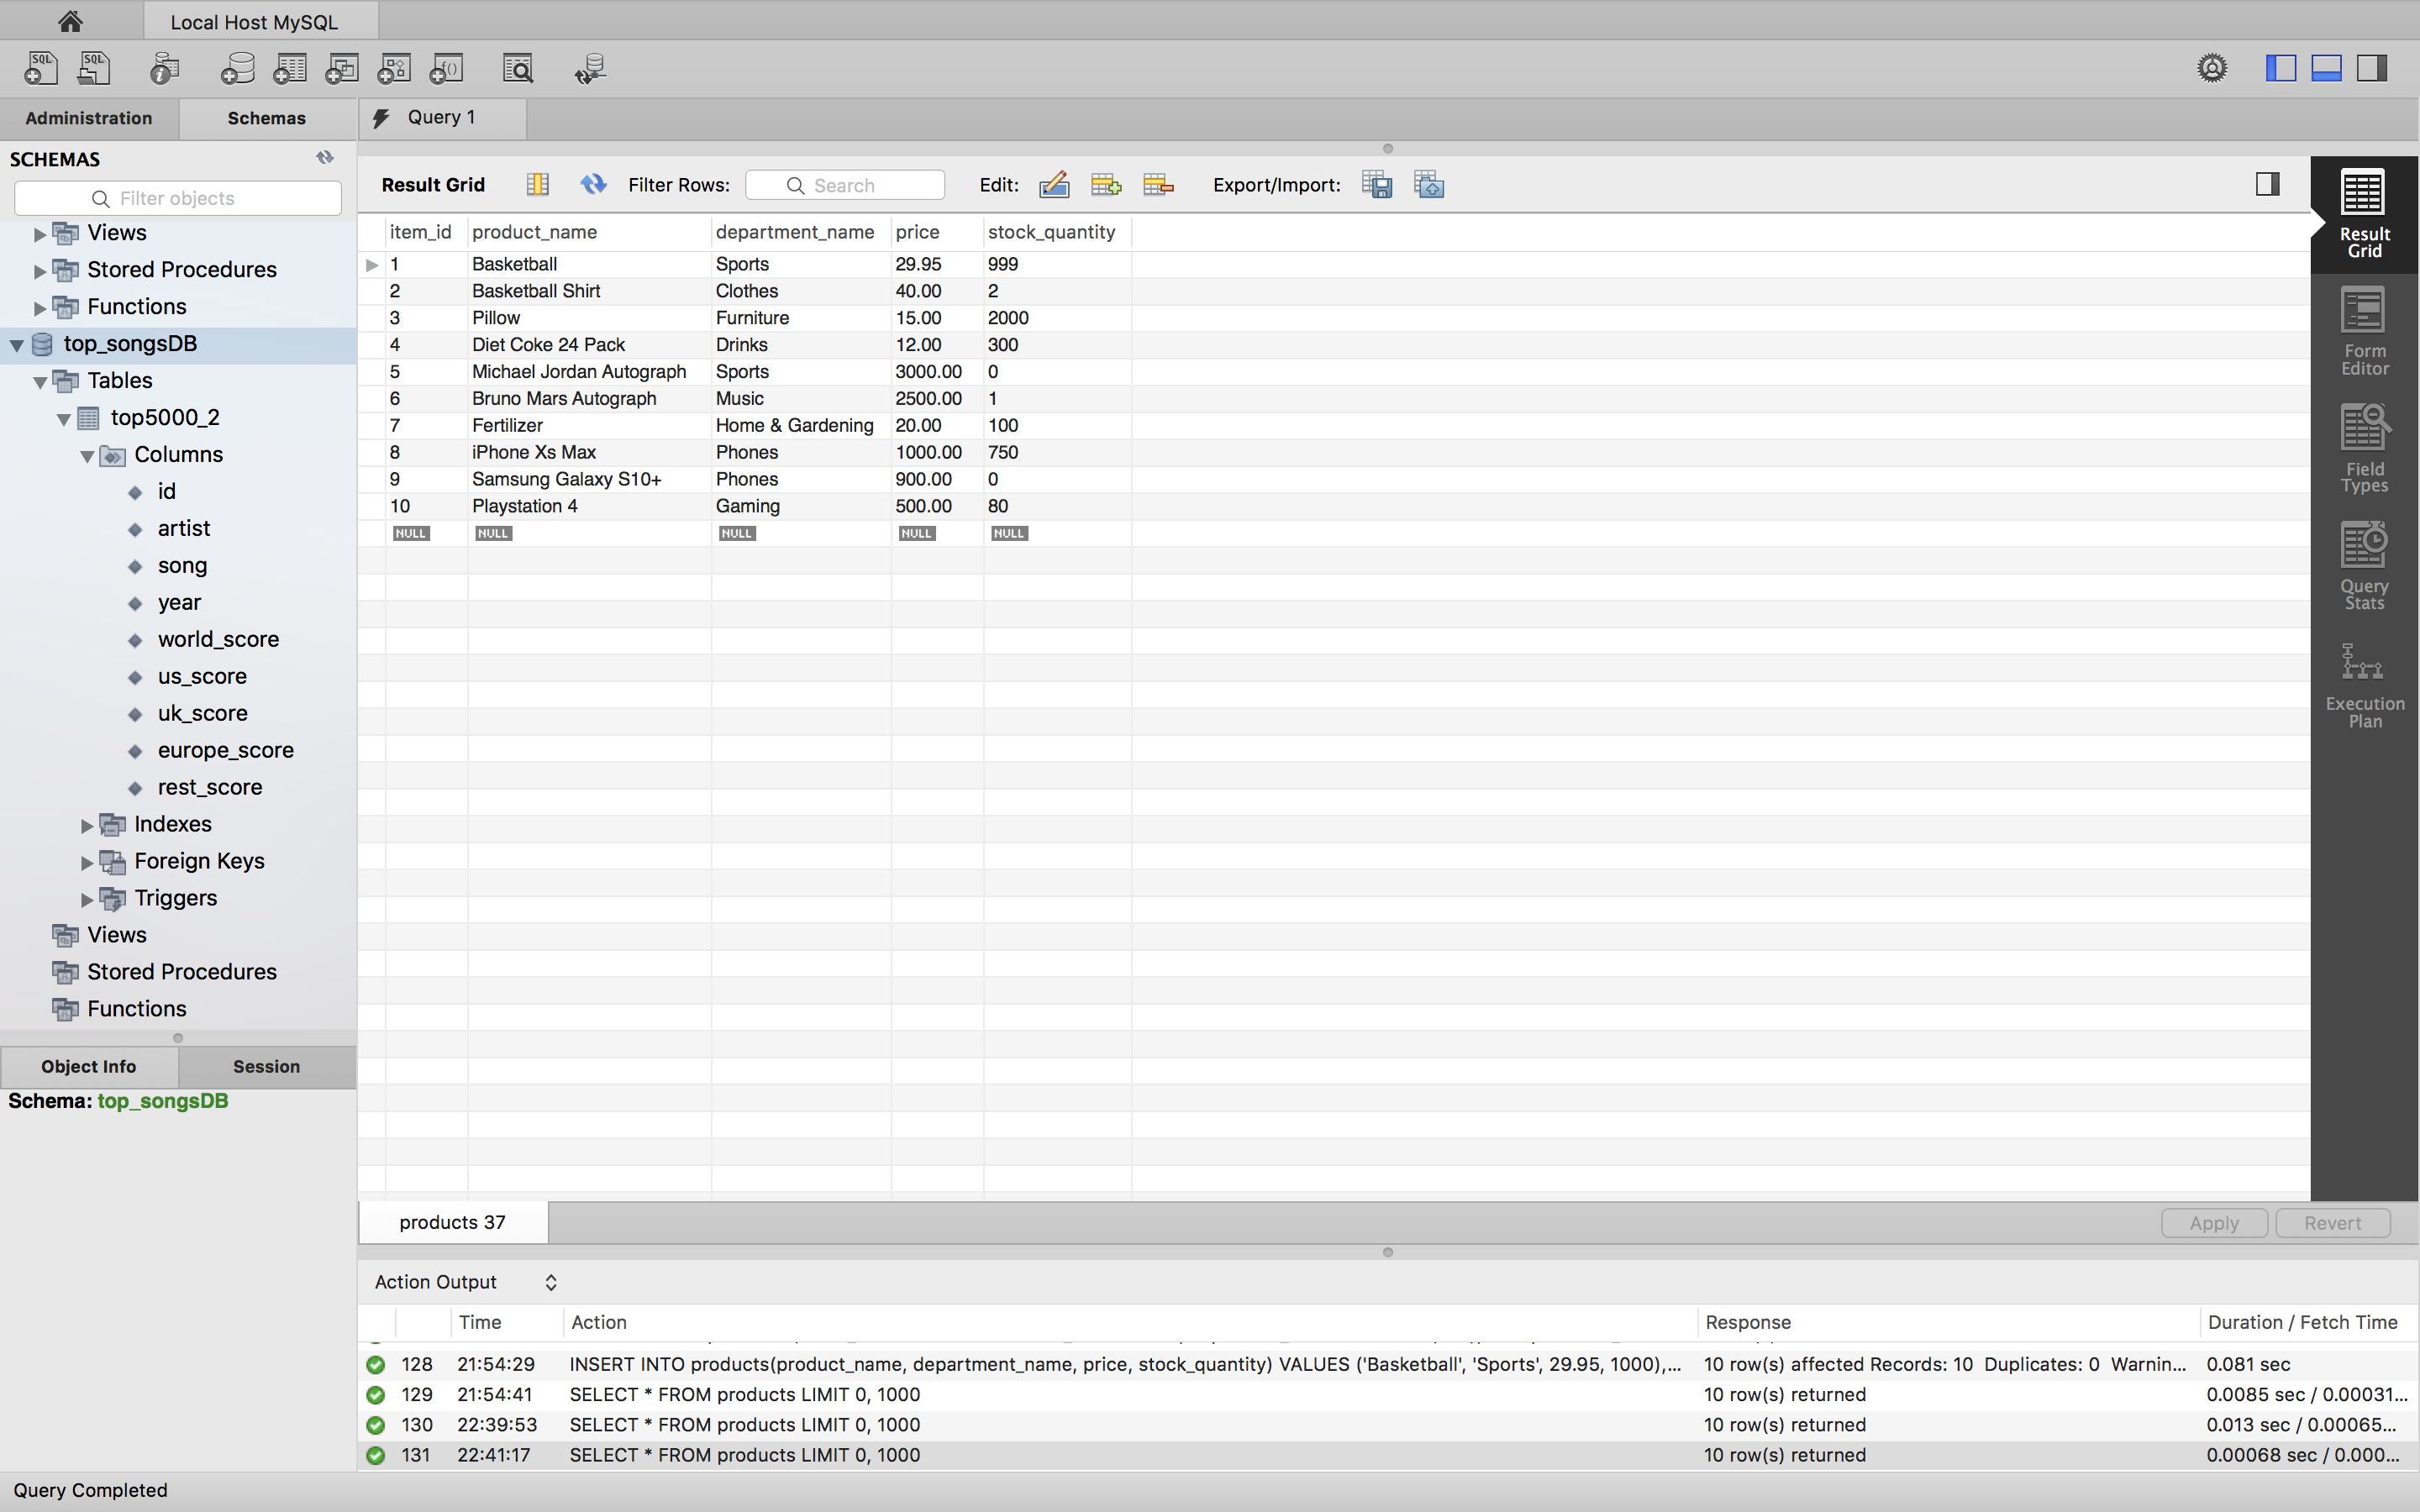 Local Host MySQL
SQL SQL
Administration Schemas Query 1
SCHEMAS
Filter objects
Views
Stored Procedures
Functions
top_songsDB
Tables
top5000_2
Columns
id
artist
song
year
world_score
us_score
uk_score
europe_score
rest_score
Indexes
Foreign Keys
Triggers
Views
Stored Procedures
Functions
Object Info Session
Schema: top_songsDB
Result Grid Filter Rows: Search Edit: Export/Import:
item_id product_name department_name price stock_quantity
1 Basketball Sports 29.95 999
2 Basketball Shirt Clothes 40.00 2
3 Pillow Furniture 15.00 2000
4 Diet Coke 24 Pack Drinks 12.00 300
5 Michael Jordan Autograph Sports 3000.00 0
6 Bruno Mars Autograph Music 2500.00 1
7 Fertilizer Home & Gardening 20.00 100
8 iPhone Xs Max Phones 1000.00 750
9 Samsung Galaxy S10+ Phones 900.00 0
10 Playstation 4 Gaming 500.00 80
NULL NULL NULL NULL NULL
Result
Grid
Form
Editor
Field
Types
Query
Stats
Execution
Plan
products 37 Apply Revert
Action Output
Time Action Response Duration / Fetch Time
128 21:54:29 INSERT INTO products(product_name, department_name, price, stock_quantity) VALUES ('Basketball', 'Sports', 29.95, 1000),... 10 row(s) affected Records: 10 Duplicates: 0 Warnin... 0.081 sec
129 21:54:41 SELECT * FROM products LIMIT 0, 1000 10 row(s) returned 0.0085 sec / 0.00031...
130 22:39:53 SELECT * FROM products LIMIT 0, 1000 10 row(s) returned 0.013 sec / 0.00065...
131 22:41:17 SELECT * FROM products LIMIT 0, 1000 10 row(s) returned 0.00068 sec / 0.000...
Query Completed